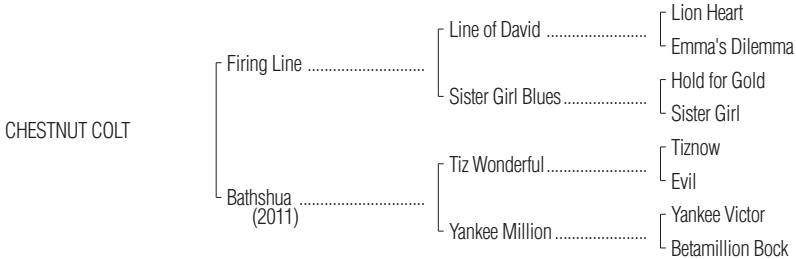 Lion Heart
Line of David ........................
Emma's Dilemma
Firing Line ...........................
Hold for Gold
Sister Girl Blues....................
Sister Girl
CHESTNUT COLT
Tiznow
Tiz Wonderful........................
Evil
Bathshua .............................
(2011)
Yankee Victor
Yankee Million ......................
Betamillion Bock